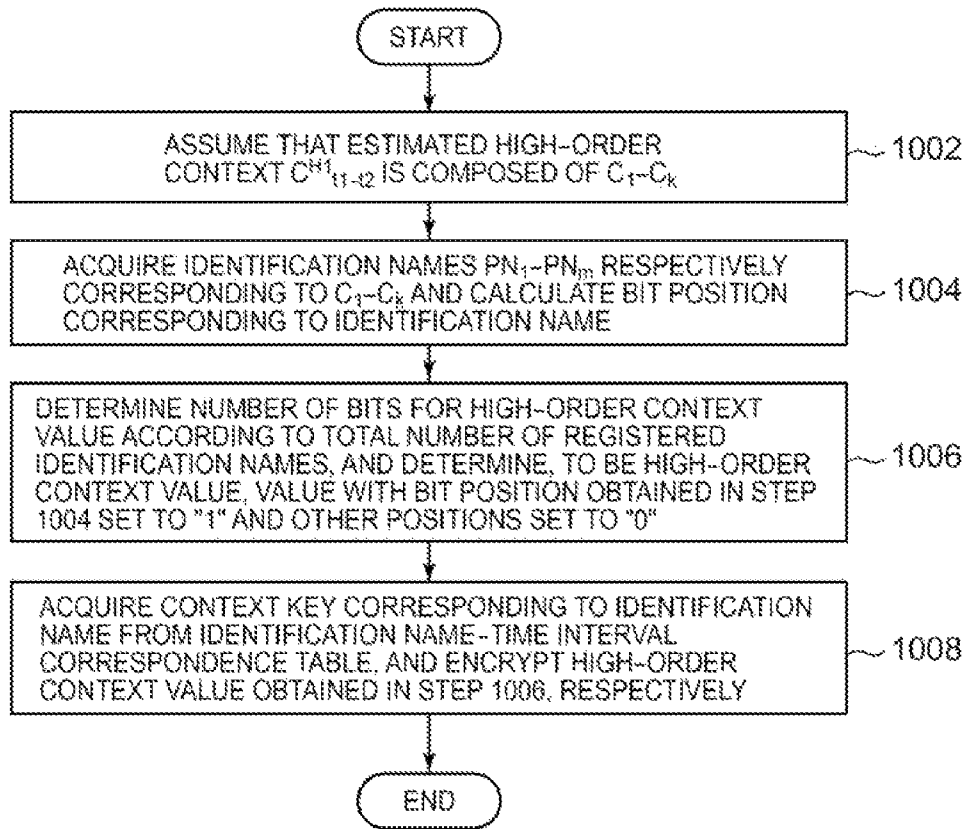 START
ASSUME THAT ESTIMATED HIGH-ORDER
CONTEXT C^H1_t1-t2 IS COMPOSED OF C₁-Cₖ
1002
ACQUIRE IDENTIFICATION NAMES PN₁-PNₘ RESPECTIVELY
CORRESPONDING TO C₁-Cₖ AND CALCULATE BIT POSITION
CORRESPONDING TO IDENTIFICATION NAME
1004
DETERMINE NUMBER OF BITS FOR HIGH-ORDER CONTEXT
VALUE ACCORDING TO TOTAL NUMBER OF REGISTERED
IDENTIFICATION NAMES, AND DETERMINE, TO BE HIGH-ORDER
CONTEXT VALUE, VALUE WITH BIT POSITION OBTAINED IN STEP
1004 SET TO "1" AND OTHER POSITIONS SET TO "0"
1006
ACQUIRE CONTEXT KEY CORRESPONDING TO IDENTIFICATION
NAME FROM IDENTIFICATION NAME-TIME INTERVAL
CORRESPONDENCE TABLE, AND ENCRYPT HIGH-ORDER
CONTEXT VALUE OBTAINED IN STEP 1006, RESPECTIVELY
1008
END